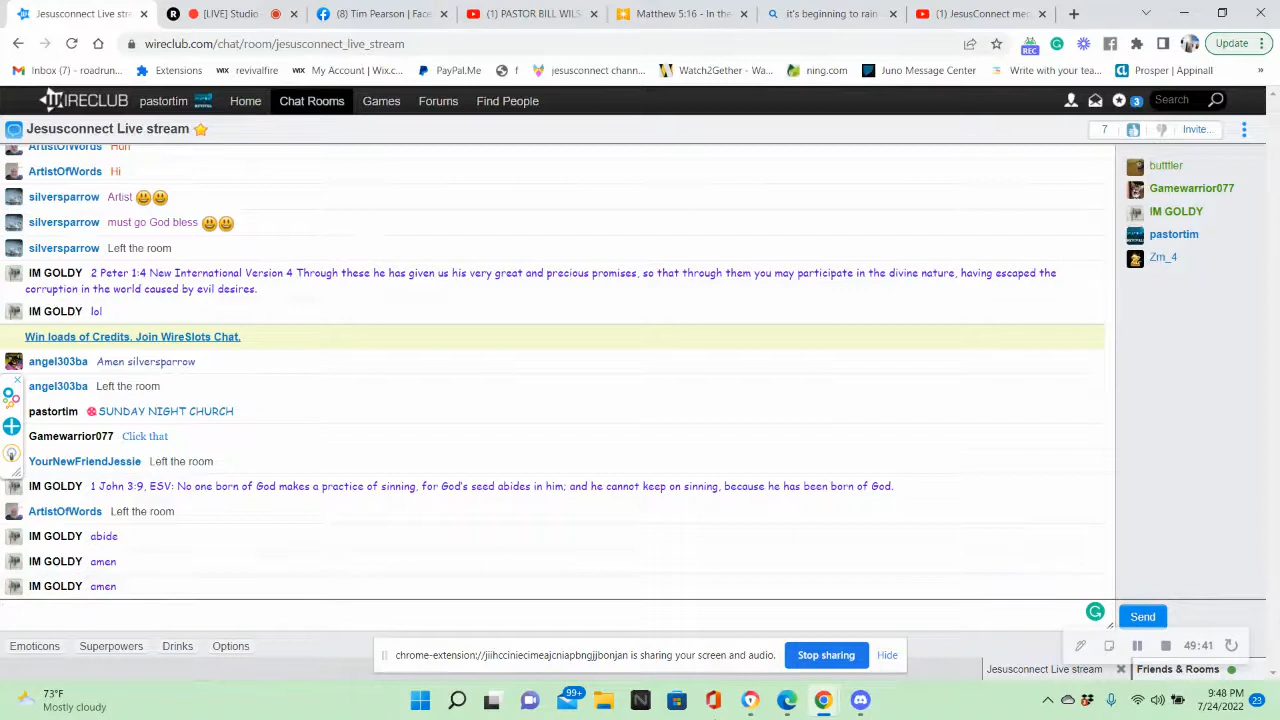 Jesusconnect Live stre
[LIVE] Studio
(8) Tim Pearson | Face
(1) PASTOR BILL WILS
Matthew 5:16 - In the
it's beginning to rain
(1) JesusConnect med
wireclub.com/chat/room/jesusconnect_live_stream
REC
Update
Inbox (7) - roadrun...
Extensions
WIX revivalfire
WIX My Account | Wix.c...
PayPal.Me
f
jesusconnect chann...
Watch2Gether - Wa...
ning.com
Juno Message Center
Write with your tea...
Prosper | Appinall
»
WIRECLUB pastortim Home Chat Rooms Games Forums Find People 3 Search
Jesusconnect Live stream 7 Invite...
ArtistOfWords Huh
ArtistOfWords Hi
silversparrow Artist
silversparrow must go God bless
silversparrow Left the room
IM GOLDY 2 Peter 1:4 New International Version 4 Through these he has given us his very great and precious promises, so that through them you may participate in the divine nature, having escaped the
corruption in the world caused by evil desires.
IM GOLDY lol
Win loads of Credits. Join WireSlots Chat.
angel303ba Amen silversparrow
angel303ba Left the room
pastortim SUNDAY NIGHT CHURCH
Gamewarrior077 Click that
YourNewFriendJessie Left the room
IM GOLDY 1 John 3:9, ESV: No one born of God makes a practice of sinning, for God's seed abides in him; and he cannot keep on sinning, because he has been born of God.
ArtistOfWords Left the room
IM GOLDY abide
IM GOLDY amen
IM GOLDY amen
butttler
Gamewarrior077
IM GOLDY
pastortim
Zm_4
Send
Emoticons Superpowers Drinks Options
chrome-extension://jiihcciniecimeajcniapbngjjbonjan is sharing your screen and audio. Stop sharing Hide
49:41
Jesusconnect Live stream Friends & Rooms
73°F
Mostly cloudy
99+
9:48 PM
7/24/2022
23